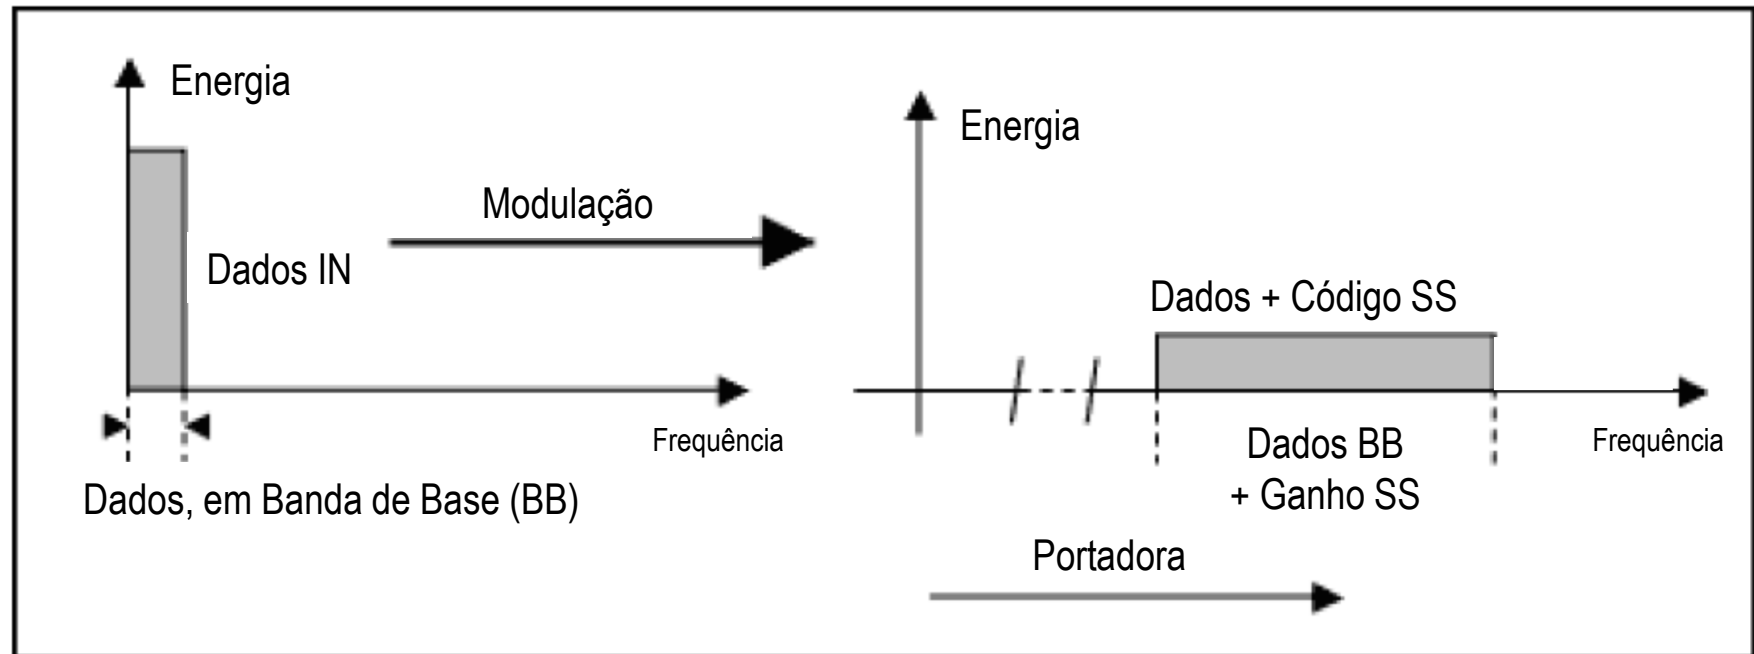 Energia
Dados IN
Frequência
Dados, em Banda de Base (BB)
Modulação
Energia
Dados + Código SS
Dados BB
+ Ganho SS
Frequência
Portadora